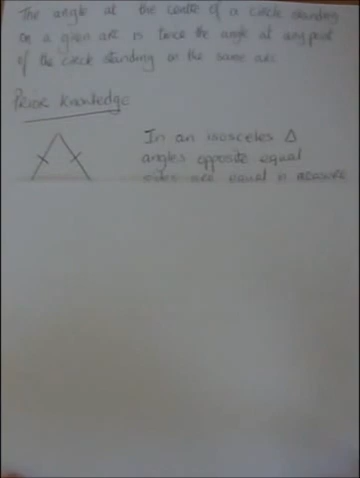 The angle at the centre of a circle standing
on a given arc is twice the angle at any point
of the circle standing on the same arc.
Prior Knowledge
In an isosceles Δ
angles opposite equal
sides are equal in measure